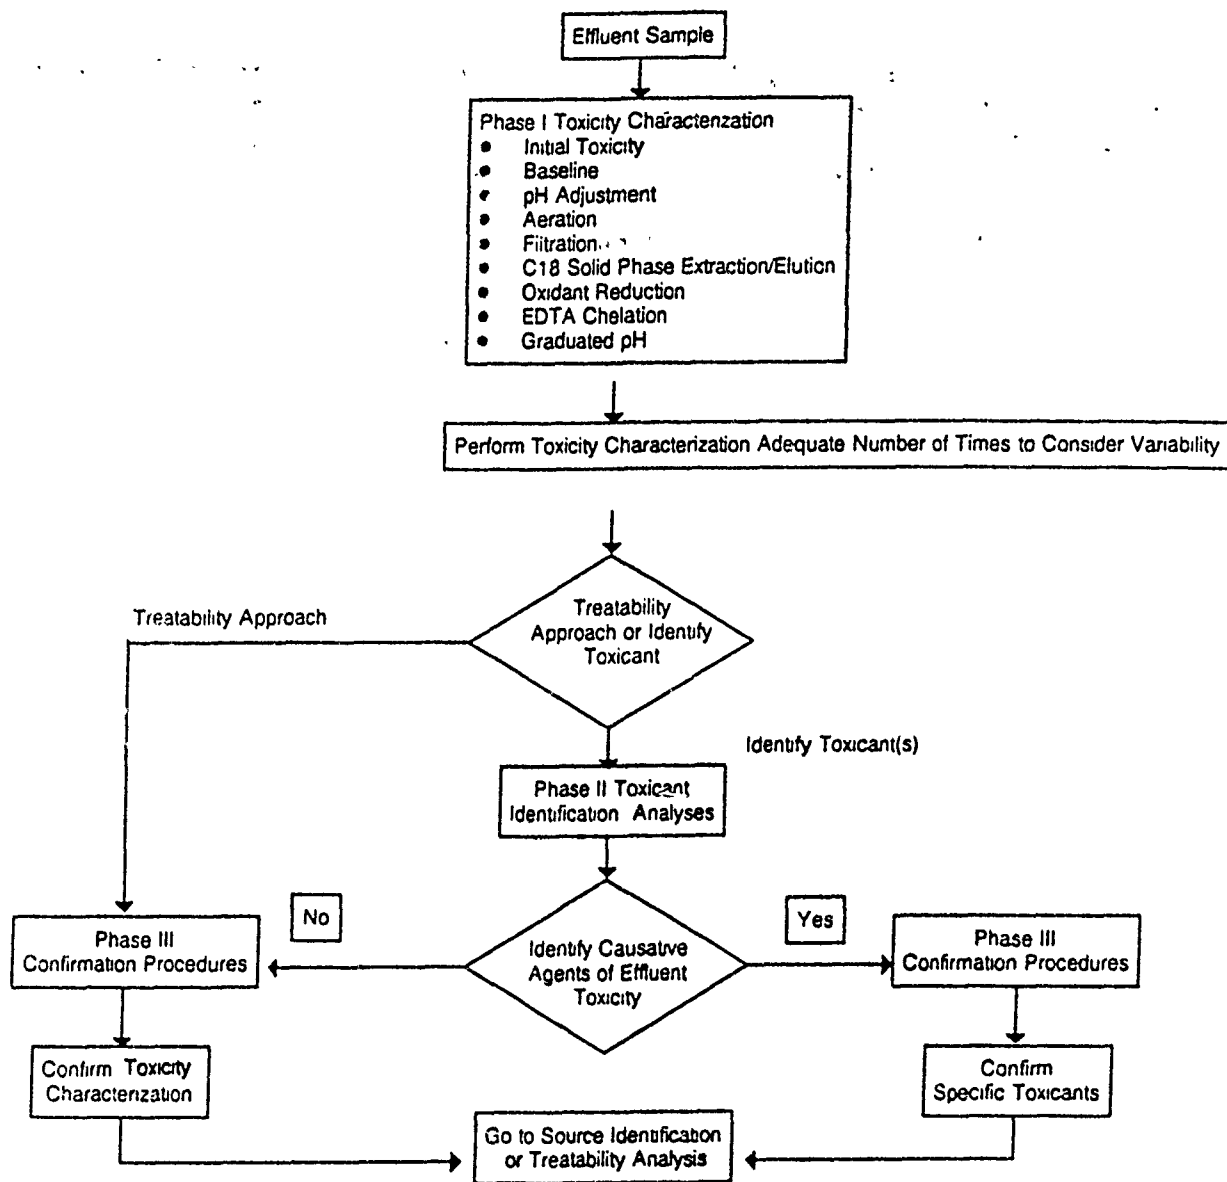 Effluent Sample
Phase I Toxicity Characterization
• Initial Toxicity
• Baseline
• pH Adjustment
• Aeration
• Filtration
• C18 Solid Phase Extraction/Elution
• Oxidant Reduction
• EDTA Chelation
• Graduated pH
Perform Toxicity Characterization Adequate Number of Times to Consider Variability
Treatability Approach
Treatability
Approach or Identify
Toxicant
Identify Toxicant(s)
Phase II Toxicant
Identification Analyses
No
Yes
Phase III
Confirmation Procedures
Identify Causative
Agents of Effluent
Toxicity
Phase III
Confirmation Procedures
Confirm Toxicity
Characterization
Confirm
Specific Toxicants
Go to Source Identification
or Treatability Analysis